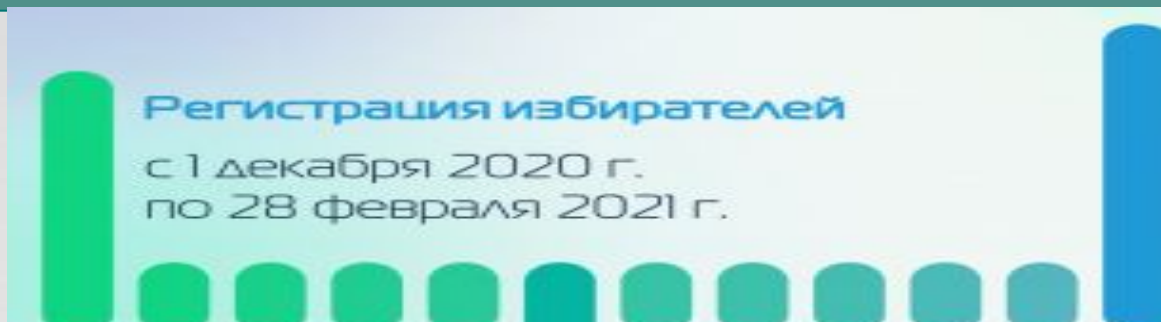 Регистрация избирателей
с 1 декабря 2020 г.
по 28 февраля 2021 г.